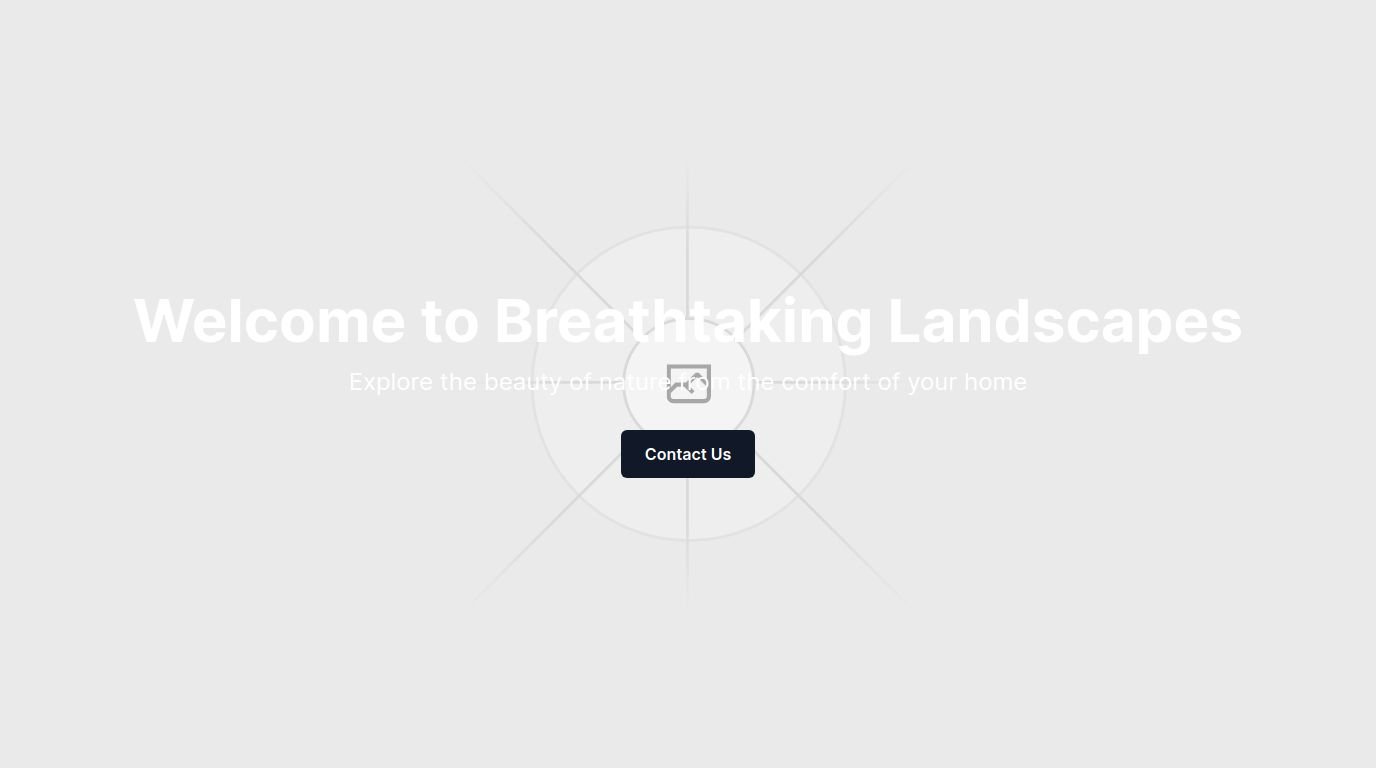 Welcome to Breathtaking Landscapes
Explore the beauty of nature from the comfort of your home
Contact Us